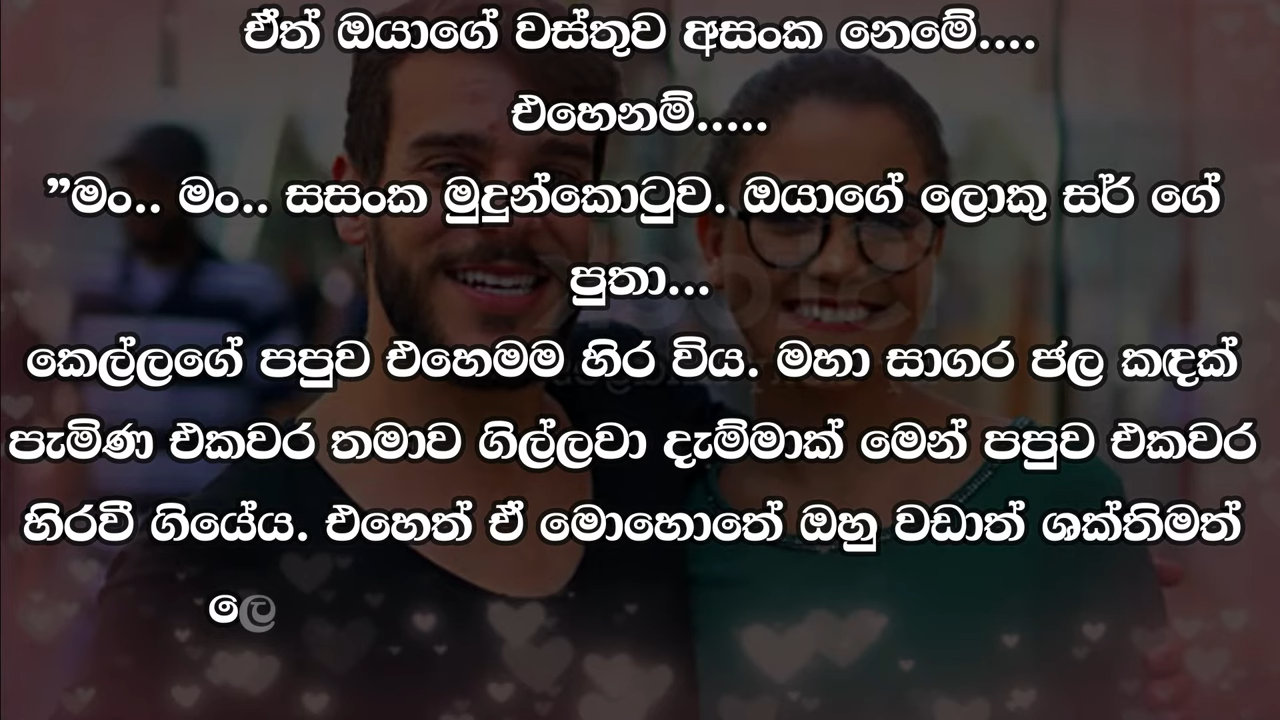 ඒත් ඔයාගේ වස්තුව අසංක නෙමේ....
එහෙනම්.....
”මං.. මං.. සසංක මුදුන්කොටුව. ඔයාගේ ලොකු සර් ගේ
පුතා...
කෙල්ලගේ පපුව එහෙමම හිර විය. මහා සාගර ජල කඳක්
පැමිණ එකවර තමාව ගිල්ලවා දැම්මාක් මෙන් පපුව එකවර
හිරවී ගියේය. එහෙත් ඒ මොහොතේ ඔහු වඩාත් ශක්තිමත්
ලෙ